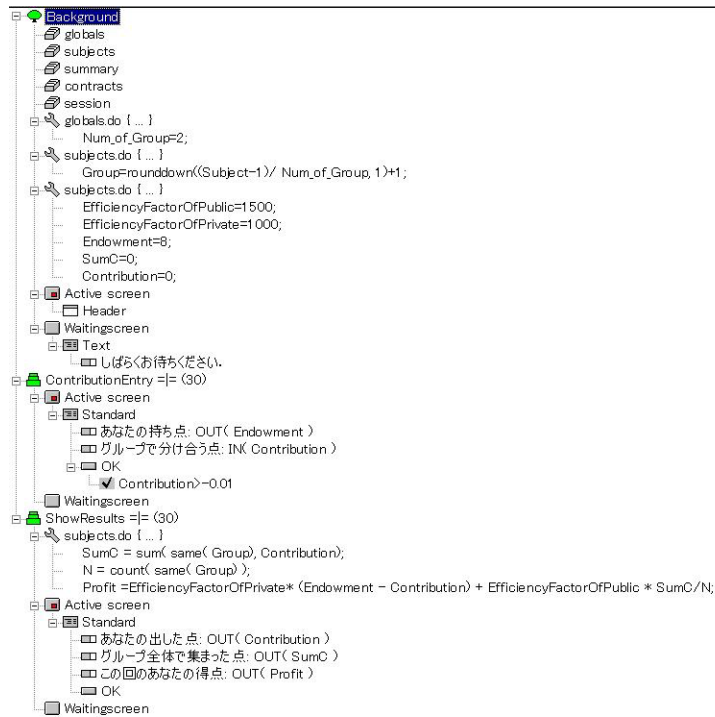 Background
globals
subjects
summary
contracts
session
globals.do { ... }
Num_of_Group=2;
subjects.do { ... }
Group=rounddown((Subject-1)/ Num_of_Group, 1)+1;
subjects.do { ... }
EfficiencyFactorOfPublic=1500;
EfficiencyFactorOfPrivate=1000;
Endowment=8;
SumC=0;
Contribution=0;
Active screen
Header
Waitingscreen
Text
しばらくお待ちください.
ContributionEntry =|= (30)
Active screen
Standard
あなたの持ち点: OUT( Endowment )
グループで分け合う点: IN( Contribution )
OK
Contribution>-0.01
Waitingscreen
ShowResults =|= (30)
subjects.do { ... }
SumC = sum( same( Group), Contribution);
N = count( same( Group) );
Profit =EfficiencyFactorOfPrivate* (Endowment - Contribution) + EfficiencyFactorOfPublic * SumC/N;
Active screen
Standard
あなたの出した点: OUT( Contribution )
グループ全体で集まった点: OUT( SumC )
この回のあなたの得点: OUT( Profit )
OK
Waitingscreen